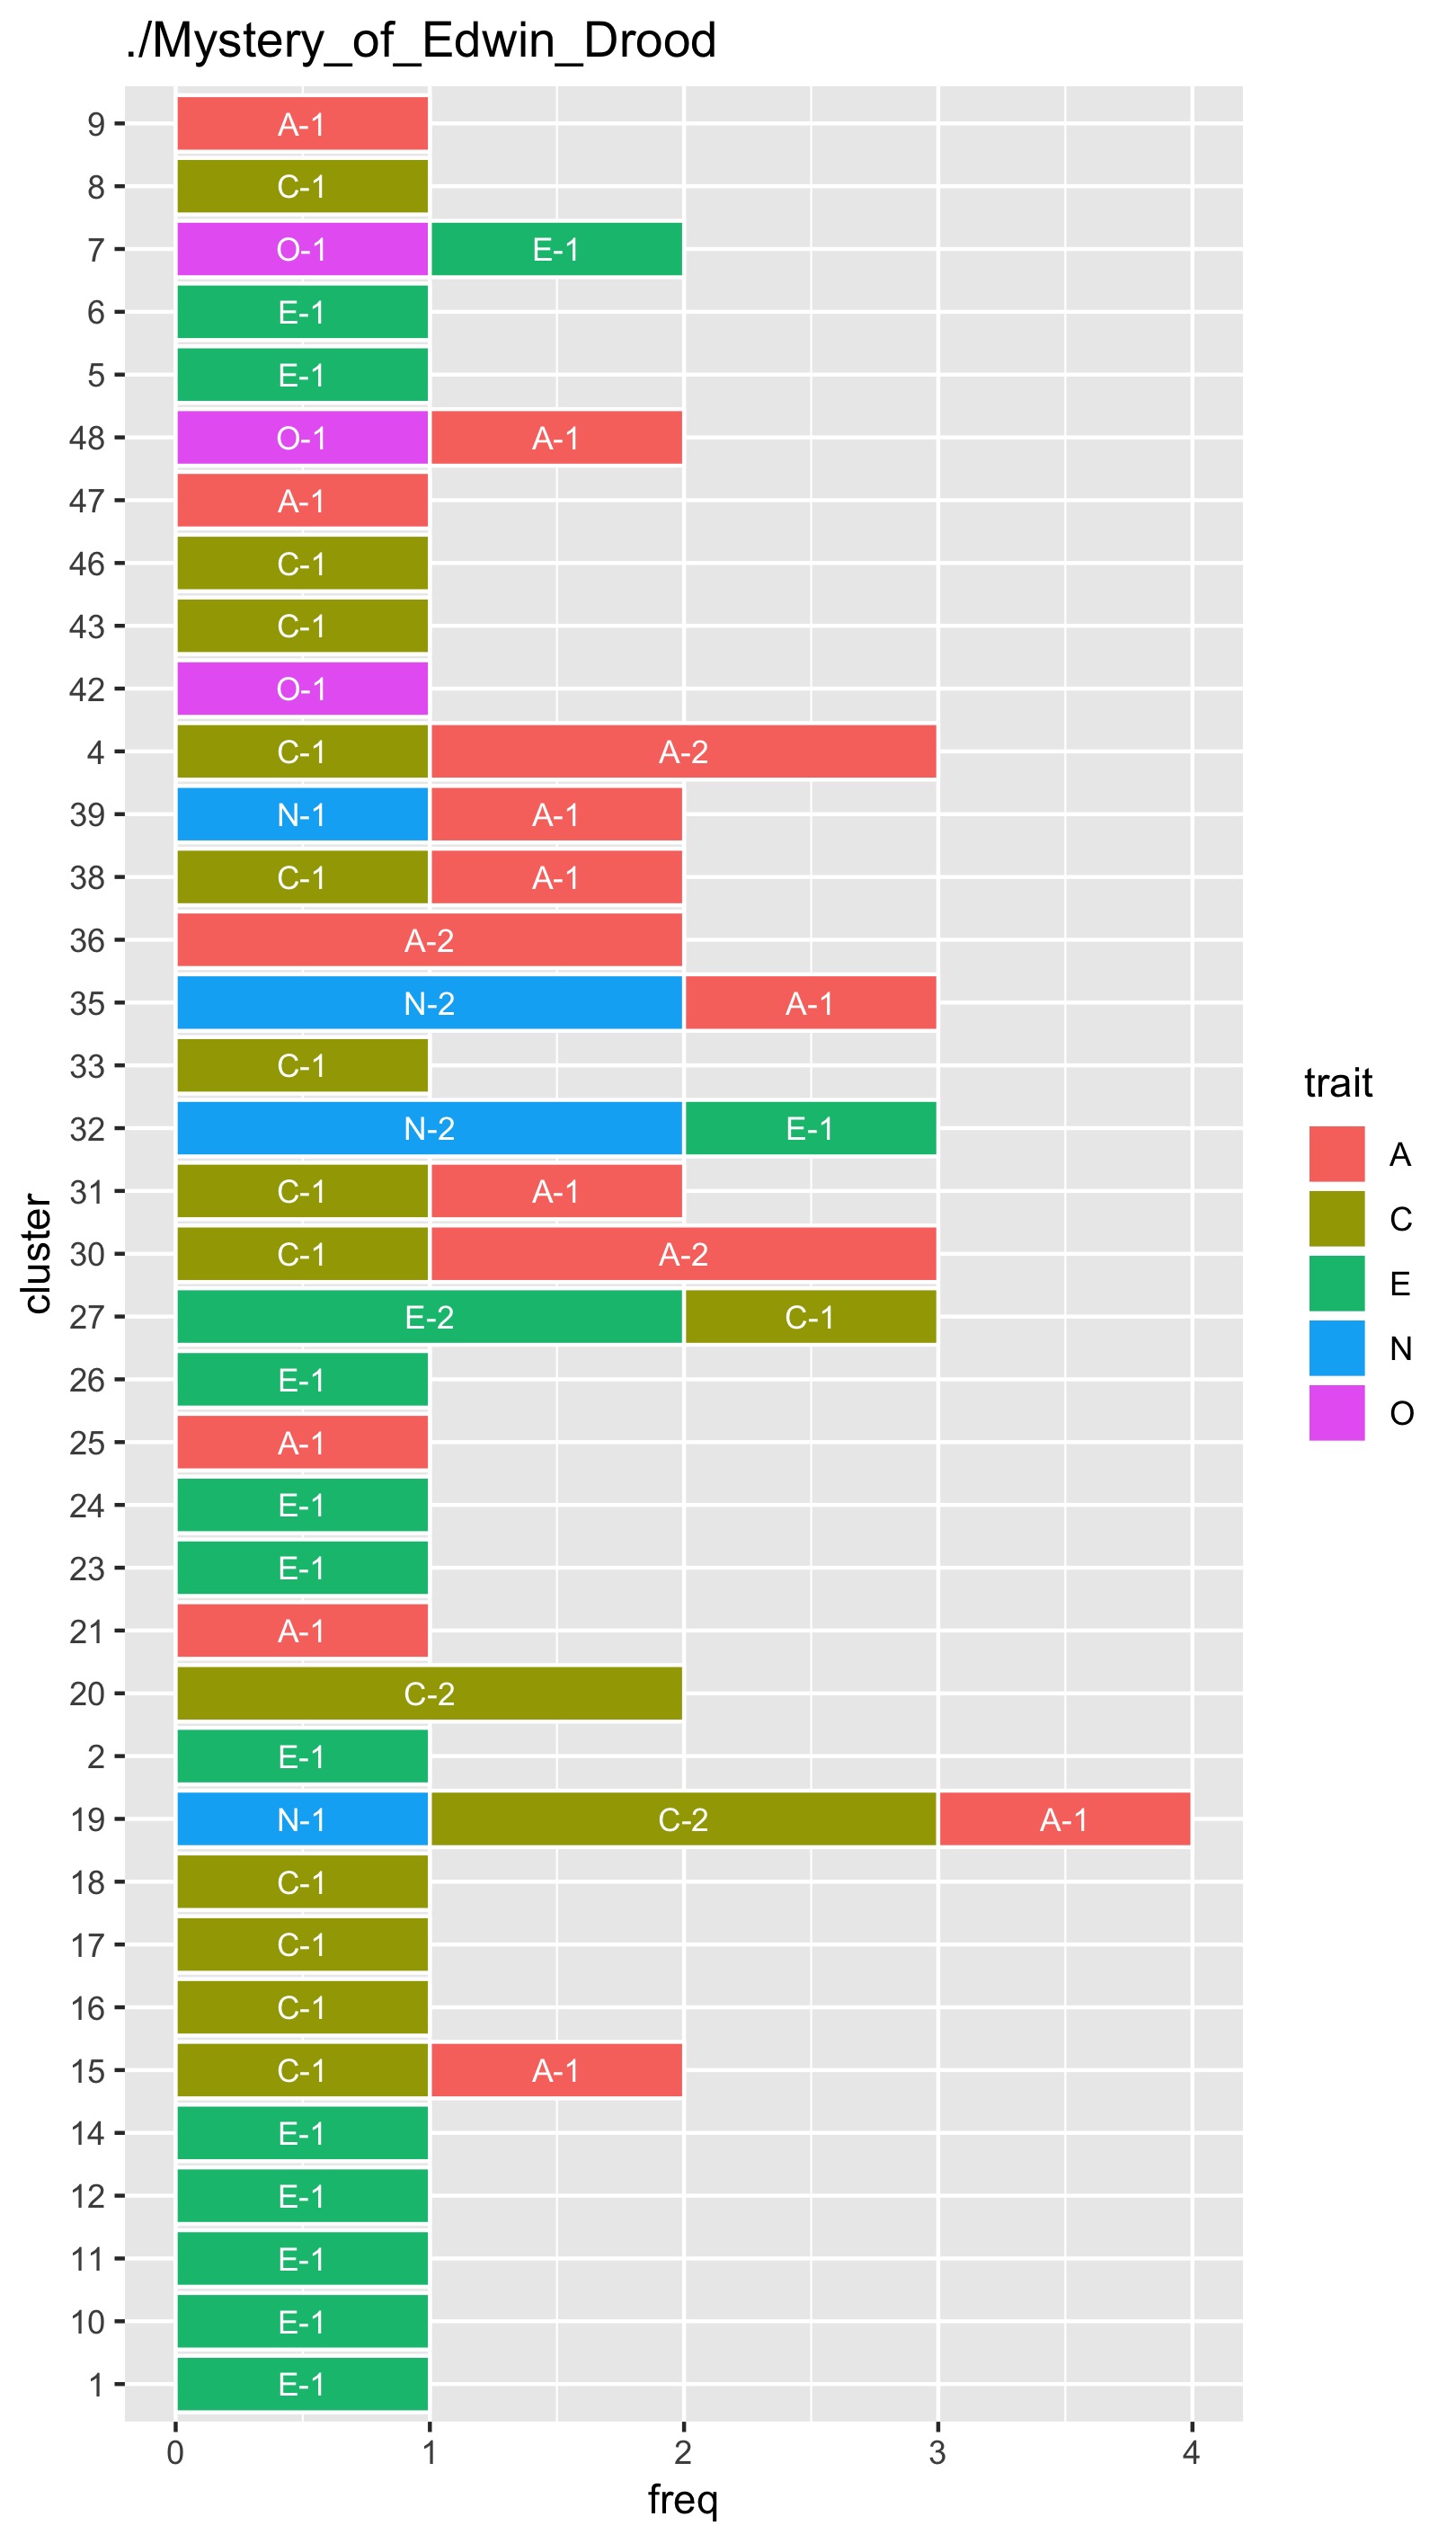 ./Mystery_of_Edwin_Drood
9 A-1
8 C-1
7 O-1 E-1
6 E-1
5 E-1
48 O-1 A-1
47 A-1
46 C-1
43 C-1
42 O-1
4 C-1 A-2
39 N-1 A-1
38 C-1 A-1
36 A-2
35 N-2 A-1
33 C-1
32 N-2 E-1
31 C-1 A-1
30 C-1 A-2
27 E-2 C-1
26 E-1
25 A-1
24 E-1
23 E-1
21 A-1
20 C-2
2 E-1
19 N-1 C-2 A-1
18 C-1
17 C-1
16 C-1
15 C-1 A-1
14 E-1
12 E-1
11 E-1
10 E-1
1 E-1
0 1 2 3 4
freq
cluster
trait
A
C
E
N
O